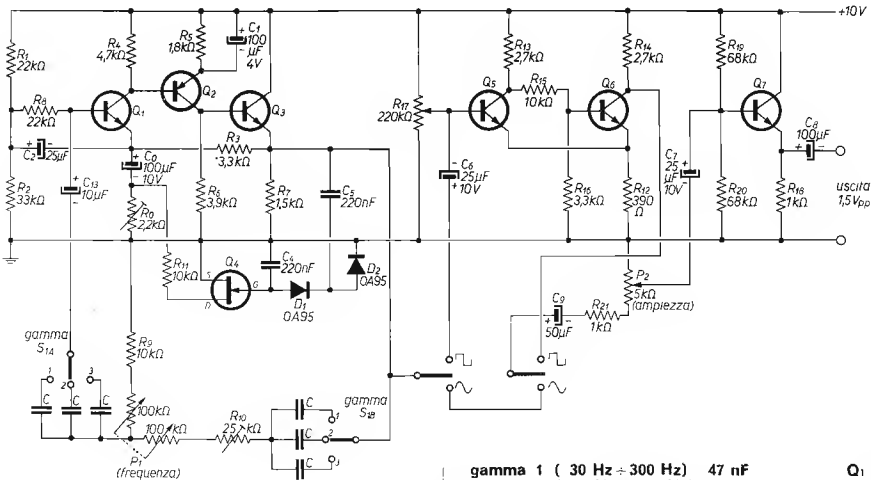 R1
22kΩ
R4
4,7kΩ
R5
1,8kΩ
C1
100
µF
4V
+10V
R13
2,7kΩ
R14
2,7kΩ
R19
68kΩ
Q1
Q2
Q3
Q5
R15
10kΩ
Q6
Q7
R8
22kΩ
R17
220kΩ
C2
25µF
R3
3,3kΩ
C0
100µF
10V
C8
100µF
R2
33kΩ
C13
10µF
R0
2,2kΩ
R6
3,9kΩ
R7
1,5kΩ
C5
220nF
C6
25µF
10V
R16
3,3kΩ
R12
390
Ω
C7
25
µF
10V
R20
68kΩ
R18
1kΩ
uscita
1,5Vpp
R11
10kΩ
Q4
S
G
D
C4
220nF
D1
OA95
D2
OA95
P2
5kΩ
(ampiezza)
C9
50µF
R21
1kΩ
gamma
S1A
1
2
3
C
C
C
R9
10kΩ
100kΩ
100kΩ
P1
(frequenza)
R10
25kΩ
C
C
C
1
2
3
gamma
S1B
gamma 1 ( 30 Hz ÷ 300 Hz) 47 nF
Q1